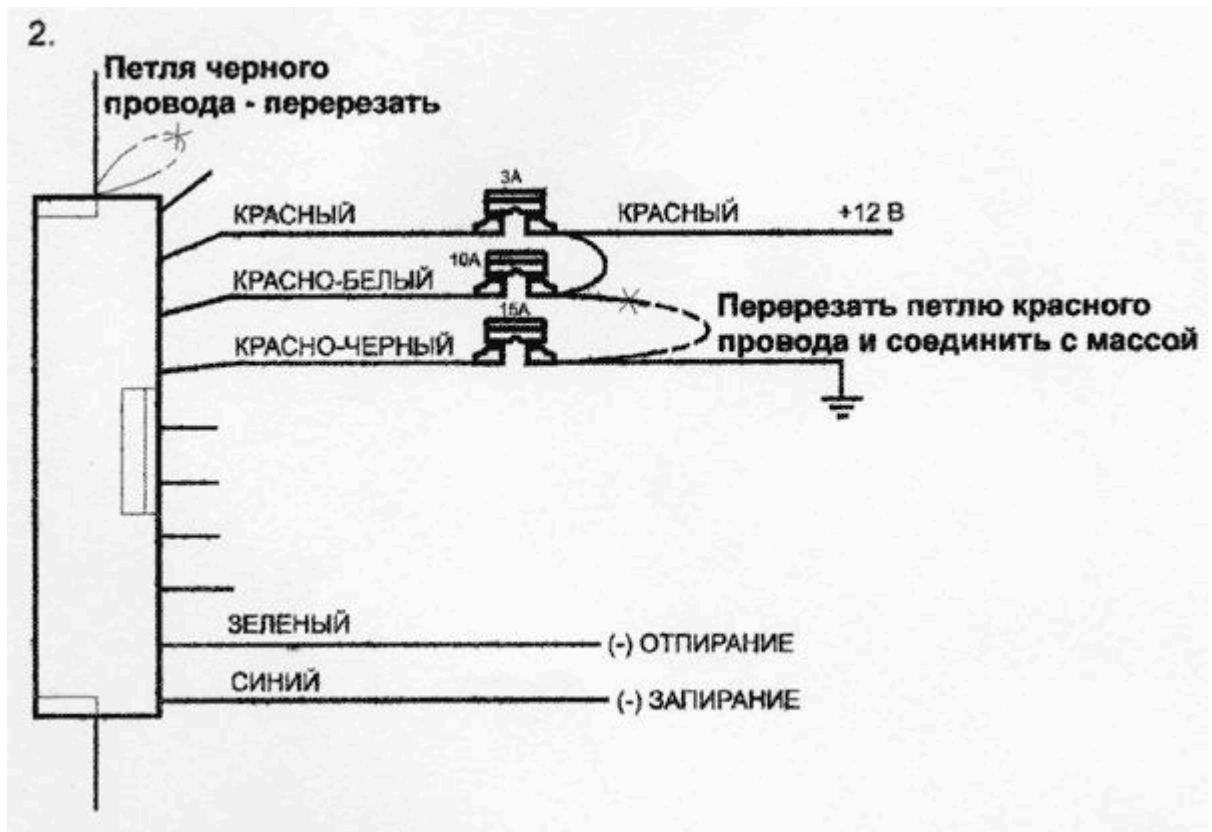 2.
Петля черного
провода - перерезать
3А
КРАСНЫЙ
КРАСНЫЙ
+12 В
10А
КРАСНО-БЕЛЫЙ
15А
Перерезать петлю красного
провода и соединить с массой
КРАСНО-ЧЕРНЫЙ
ЗЕЛЕНЫЙ
(-) ОТПИРАНИЕ
СИНИЙ
(-) ЗАПИРАНИЕ